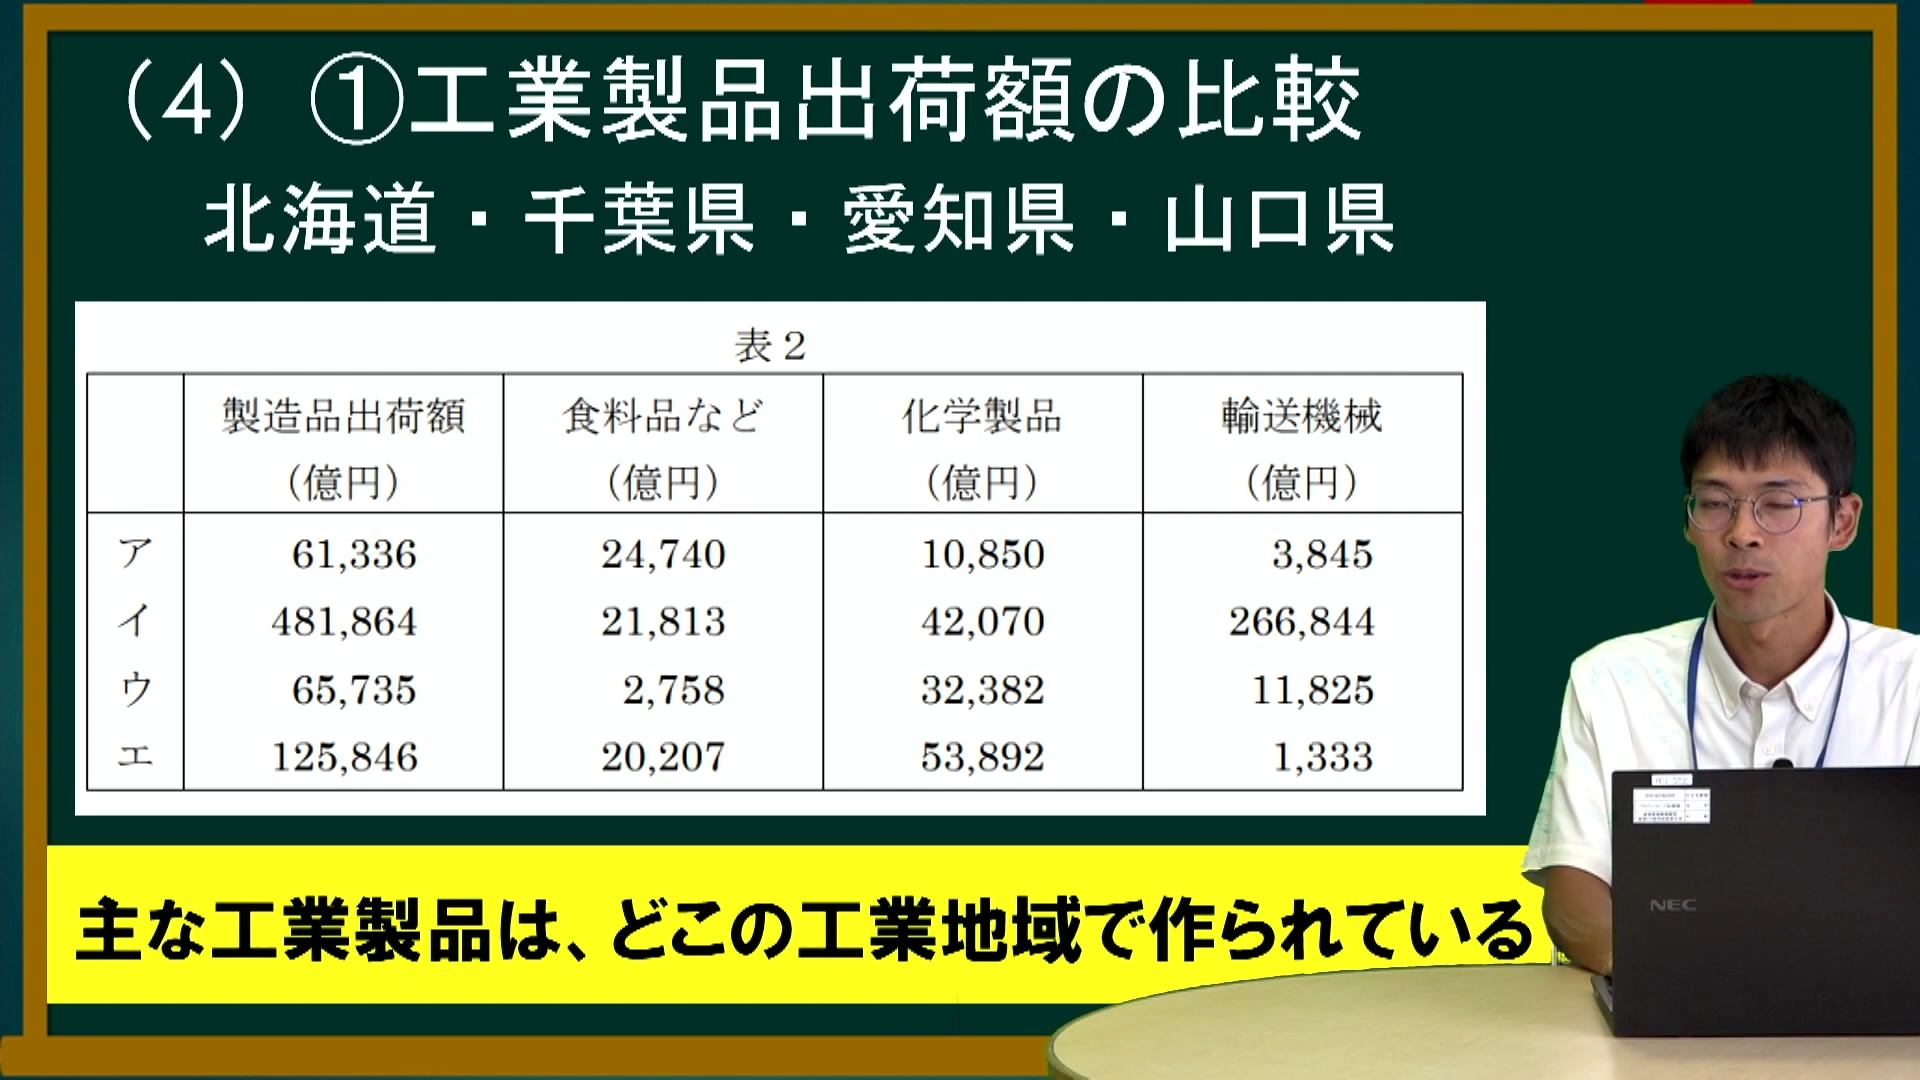 (4) ①工業製品出荷額の比較
北海道・千葉県・愛知県・山口県
表2
製造品出荷額 食料品など 化学製品 輸送機械
(億円) (億円) (億円) (億円)
ア 61,336 24,740 10,850 3,845
イ 481,864 21,813 42,070 266,844
ウ 65,735 2,758 32,382 11,825
エ 125,846 20,207 53,892 1,333
主な工業製品は、どこの工業地域で作られている
NEC